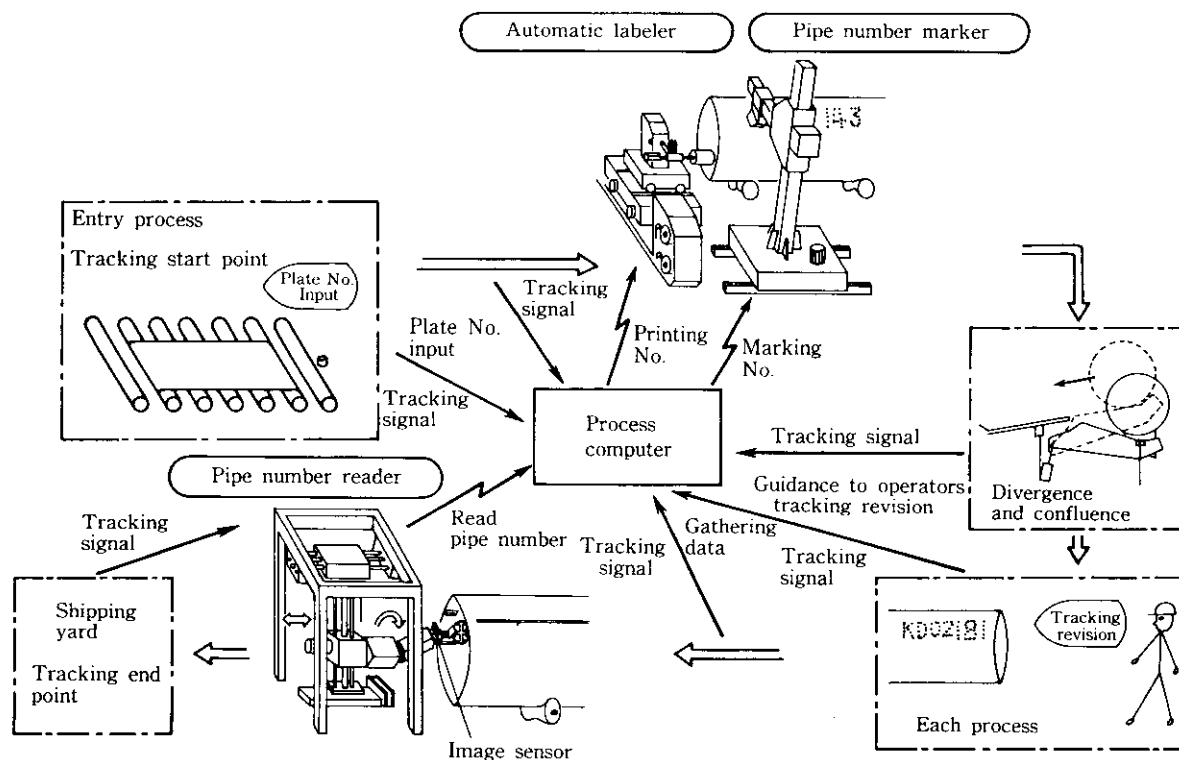 Automatic labeler
Pipe number marker
143
Entry process
Tracking start point
Plate No.
Input
Tracking
signal
Plate No.
input
Tracking
signal
Printing
No.
Marking
No.
Process
computer
Tracking signal
Guidance to operators
tracking revision
Divergence
and confluence
Pipe number reader
Tracking
signal
Read
pipe number
Tracking
signal
Gathering
data
Tracking
signal
Shipping
yard
Tracking end
point
KD02181
Tracking
revision
Each process
Image sensor